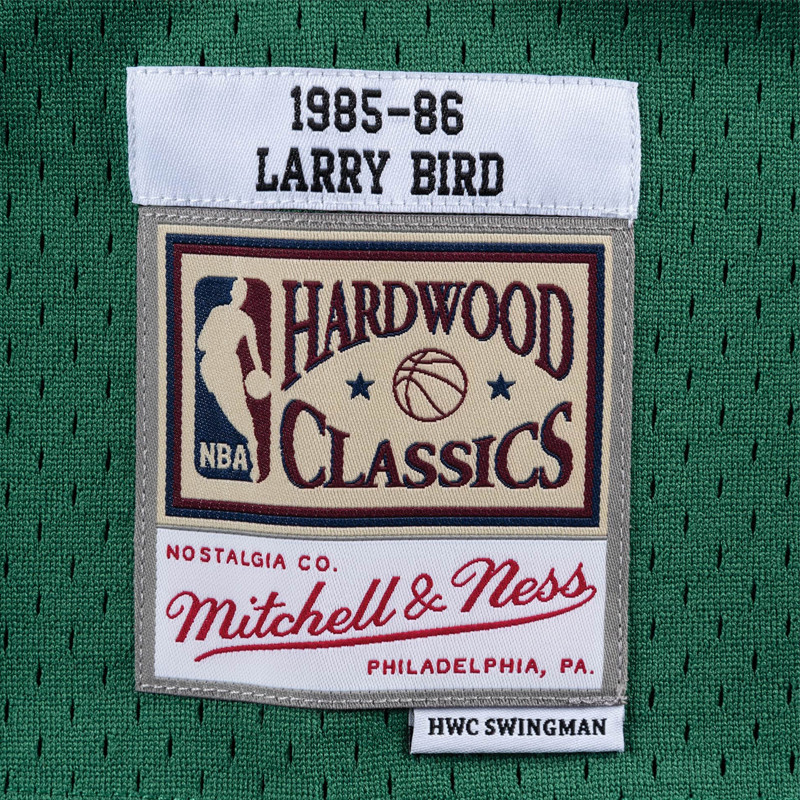 1985-86
LARRY BIRD
HARDWOOD
CLASSICS
NBA
NOSTALGIA CO.
Mitchell & Ness
PHILADELPHIA, PA.
HWC SWINGMAN